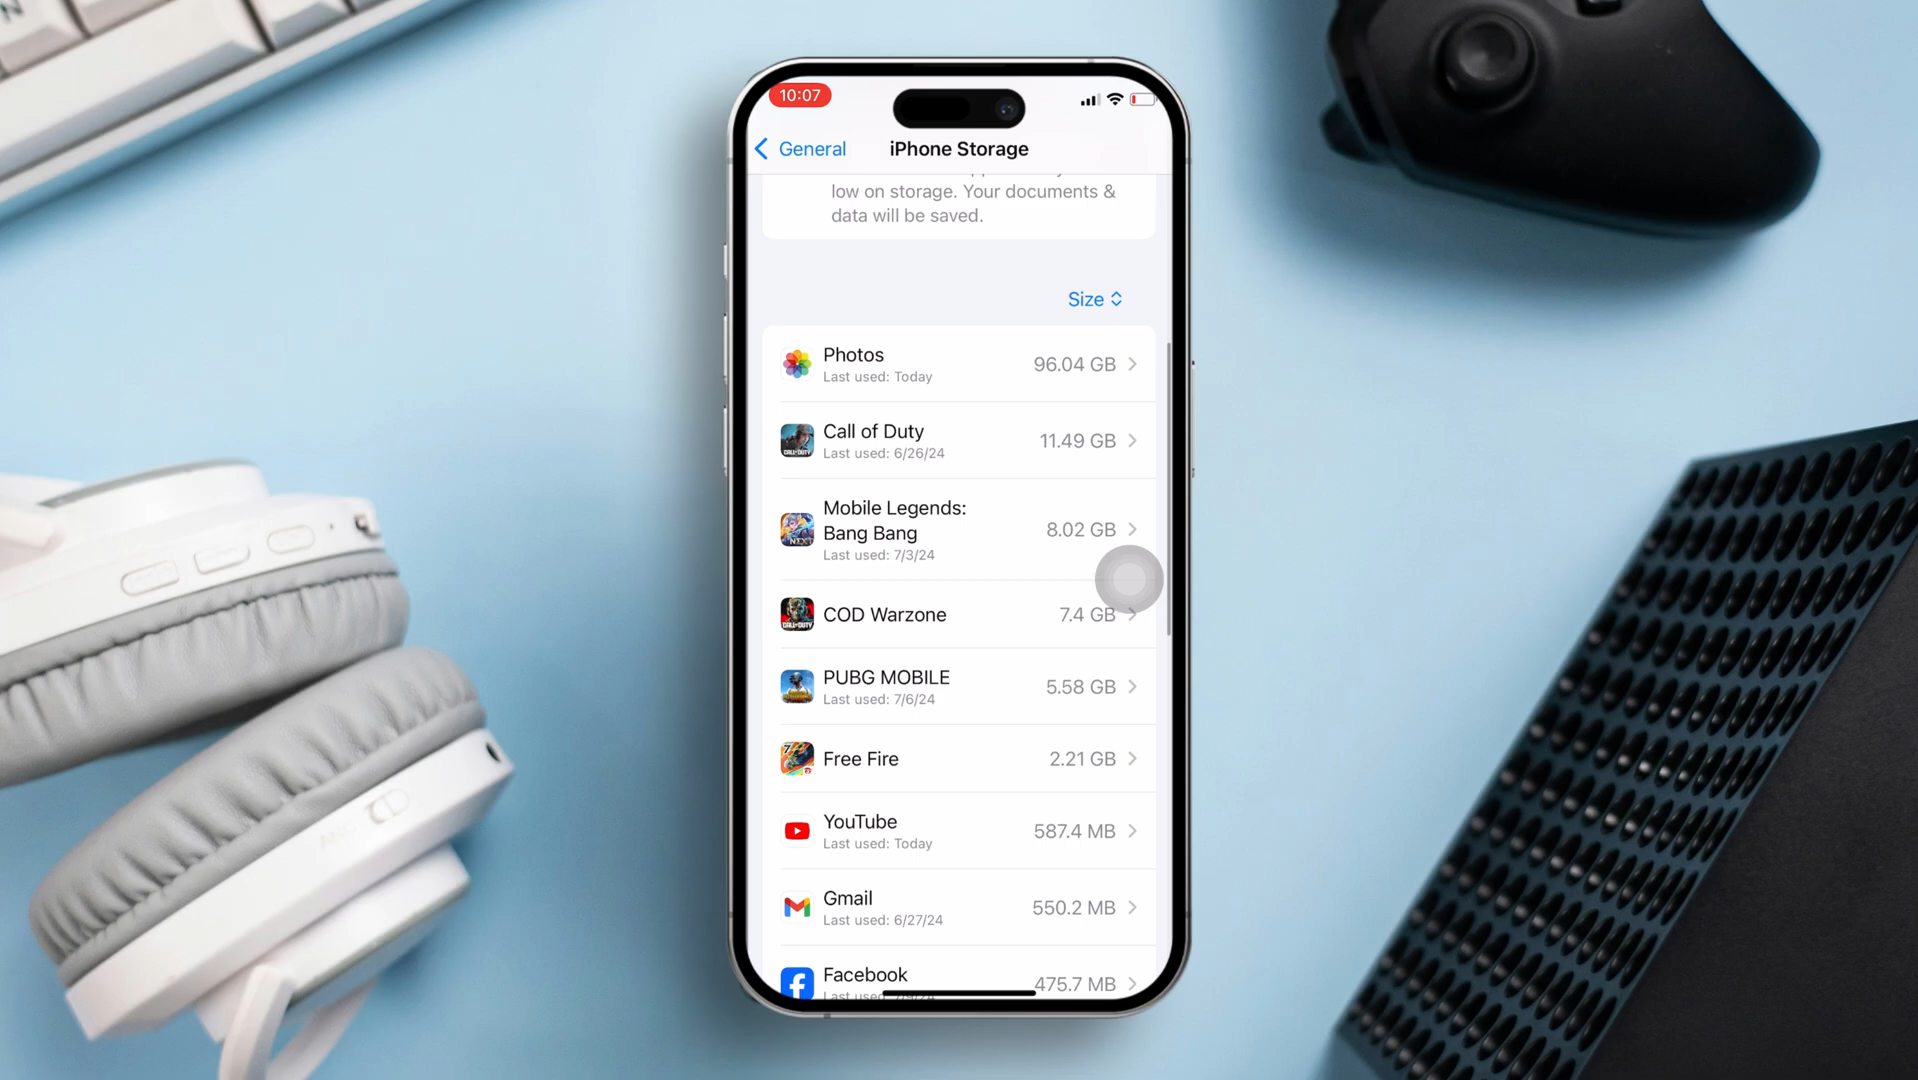 10:07
General
iPhone Storage
low on storage. Your documents &
data will be saved.
Size
Photos
Last used: Today
96.04 GB
Call of Duty
Last used: 6/26/24
11.49 GB
Mobile Legends:
Bang Bang
Last used: 7/3/24
8.02 GB
COD Warzone
7.4 GB
PUBG MOBILE
Last used: 7/6/24
5.58 GB
Free Fire
2.21 GB
YouTube
Last used: Today
587.4 MB
Gmail
Last used: 6/27/24
550.2 MB
Facebook
Last used:
475.7 MB
ANC